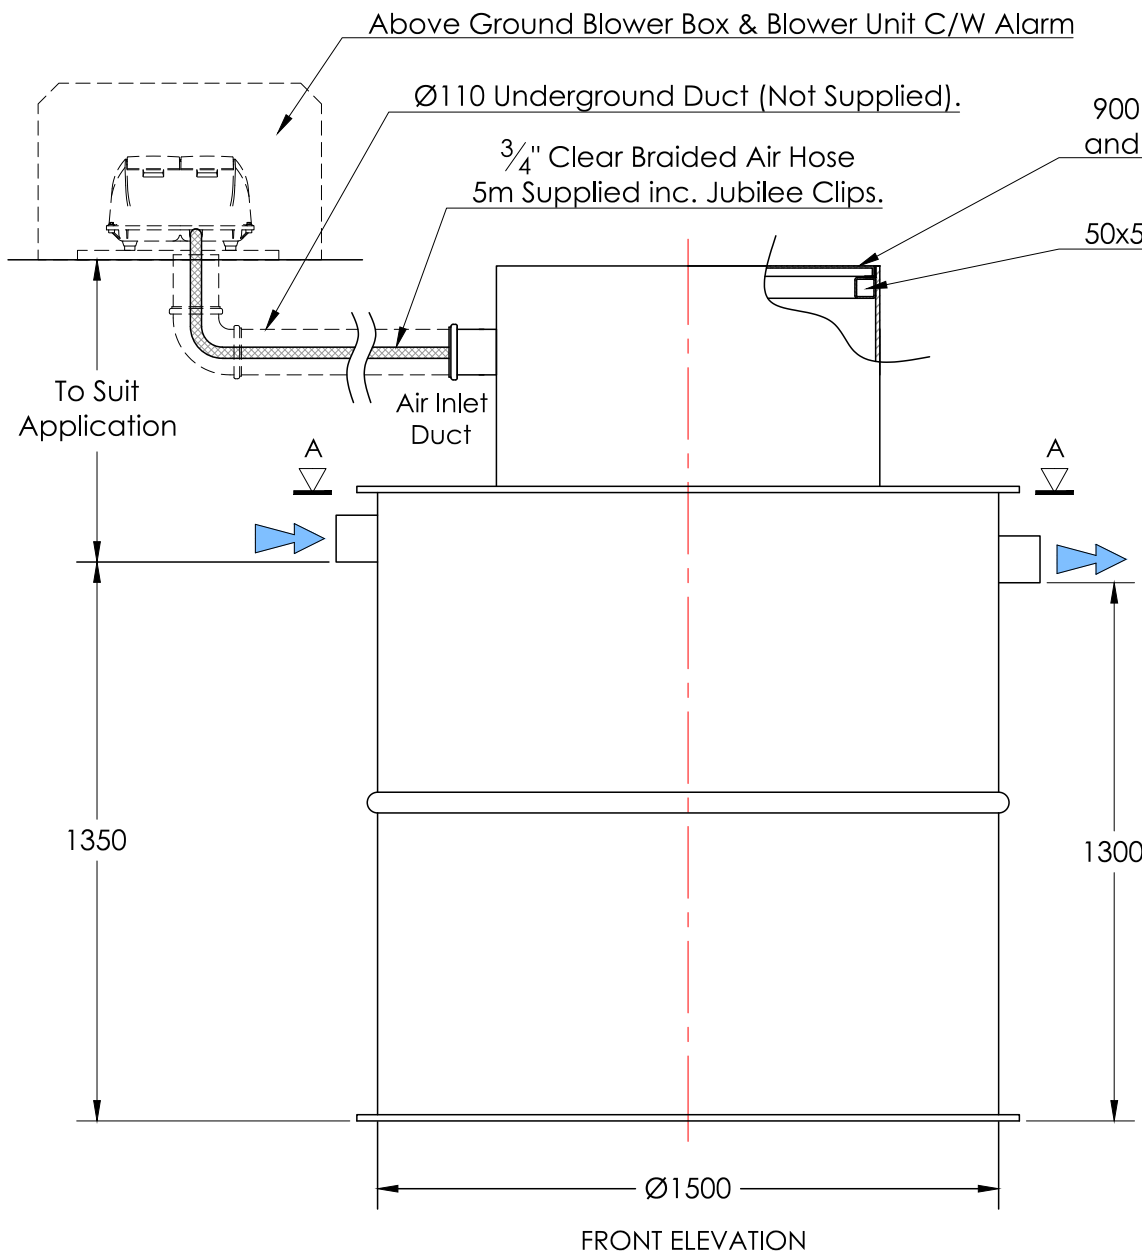 Above Ground Blower Box & Blower Unit C/W Alarm
Ø110 Underground Duct (Not Supplied).
900
and
3/4" Clear Braided Air Hose
5m Supplied inc. Jubilee Clips.
50x5
To Suit
Application
Air Inlet
Duct
A
A
1350
1300
Ø1500
FRONT ELEVATION